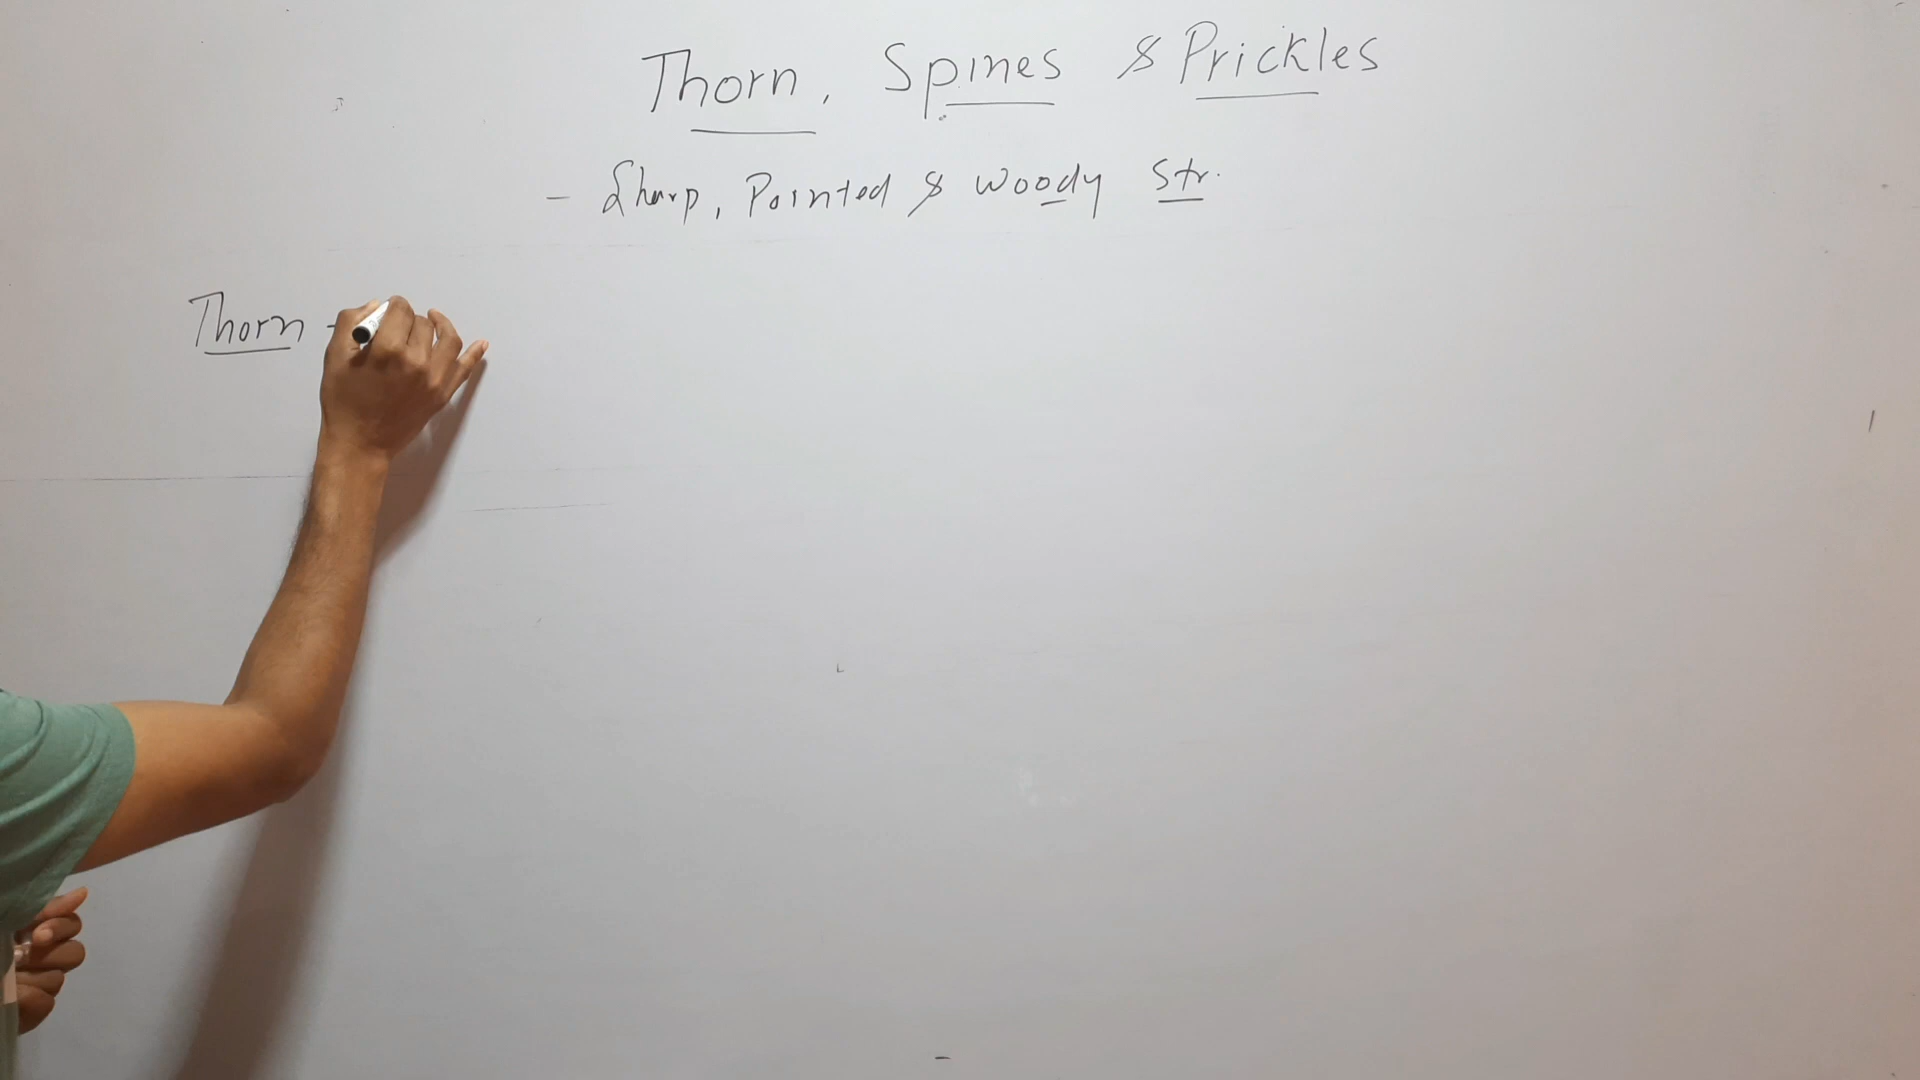 Thorn, Spines & Prickles
- Sharp, Pointed & Woody Str.
Thorn -